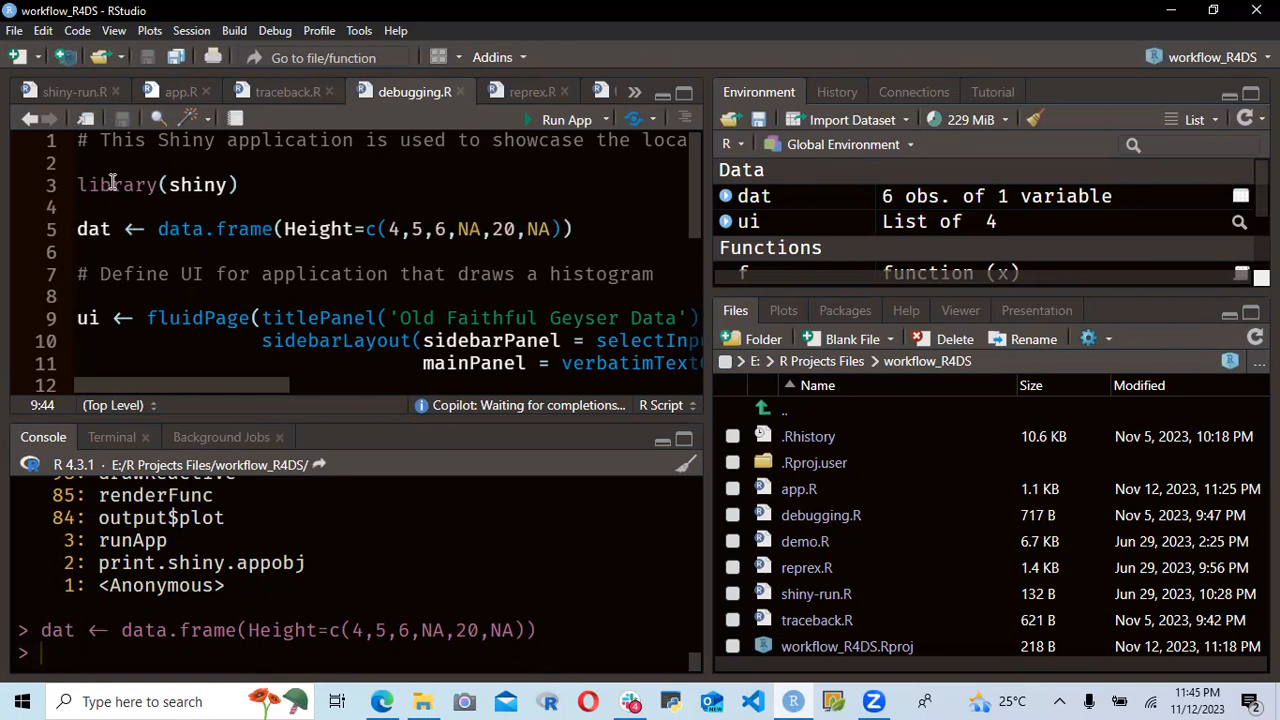 workflow_R4DS - RStudio
File Edit Code View Plots Session Build Debug Profile Tools Help
Go to file/function Addins workflow_R4DS
shiny-run.R app.R traceback.R debugging.R reprex.R
Run App
1 # This Shiny application is used to showcase the loca
2
3 library(shiny)
4
5 dat ← data.frame(Height=c(4,5,6,NA,20,NA))
6
7 # Define UI for application that draws a histogram
8
9 ui ← fluidPage(titlePanel('Old Faithful Geyser Data')
10 sidebarLayout(sidebarPanel = selectInp
11 mainPanel = verbatimText
12
9:44 (Top Level) Copilot: Waiting for completions... R Script
Console Terminal Background Jobs
R 4.3.1 · E:/R Projects Files/workflow_R4DS/
85: renderFunc
84: output$plot
3: runApp
2: print.shiny.appobj
1: <Anonymous>
> dat ← data.frame(Height=c(4,5,6,NA,20,NA))
>
Environment History Connections Tutorial
Import Dataset 229 MiB List
R Global Environment
Data
dat 6 obs. of 1 variable
ui List of 4
Functions
f function (x)
Files Plots Packages Help Viewer Presentation
Folder Blank File Delete Rename
E: R Projects Files workflow_R4DS ...
Name Size Modified
..
.Rhistory 10.6 KB Nov 5, 2023, 10:18 PM
.Rproj.user
app.R 1.1 KB Nov 12, 2023, 11:25 PM
debugging.R 717 B Nov 5, 2023, 9:47 PM
demo.R 6.7 KB Jun 29, 2023, 2:25 PM
reprex.R 1.4 KB Jun 29, 2023, 9:56 PM
shiny-run.R 132 B Jun 29, 2023, 10:28 PM
traceback.R 621 B Nov 5, 2023, 9:42 PM
workflow_R4DS.Rproj 218 B Nov 12, 2023, 11:18 PM
Type here to search 4 NEW 25°C 11:45 PM
11/12/2023 2